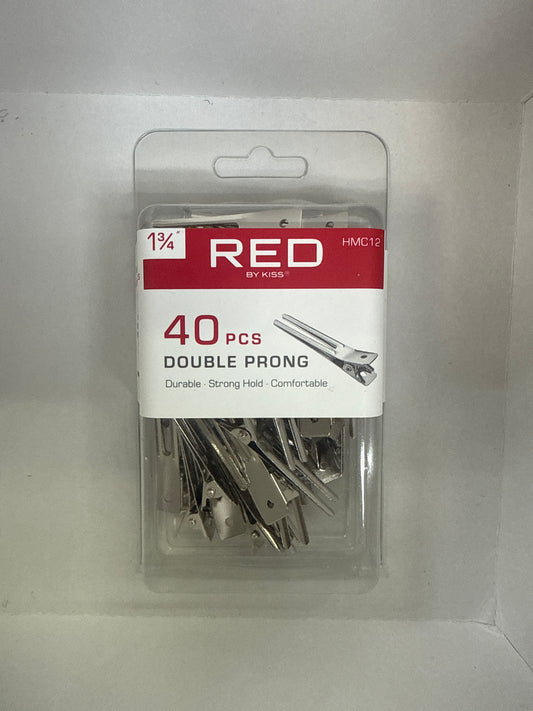 1¾"
RED
HMC12
BY KISS®
40 PCS
DOUBLE PRONG
Durable · Strong Hold · Comfortable